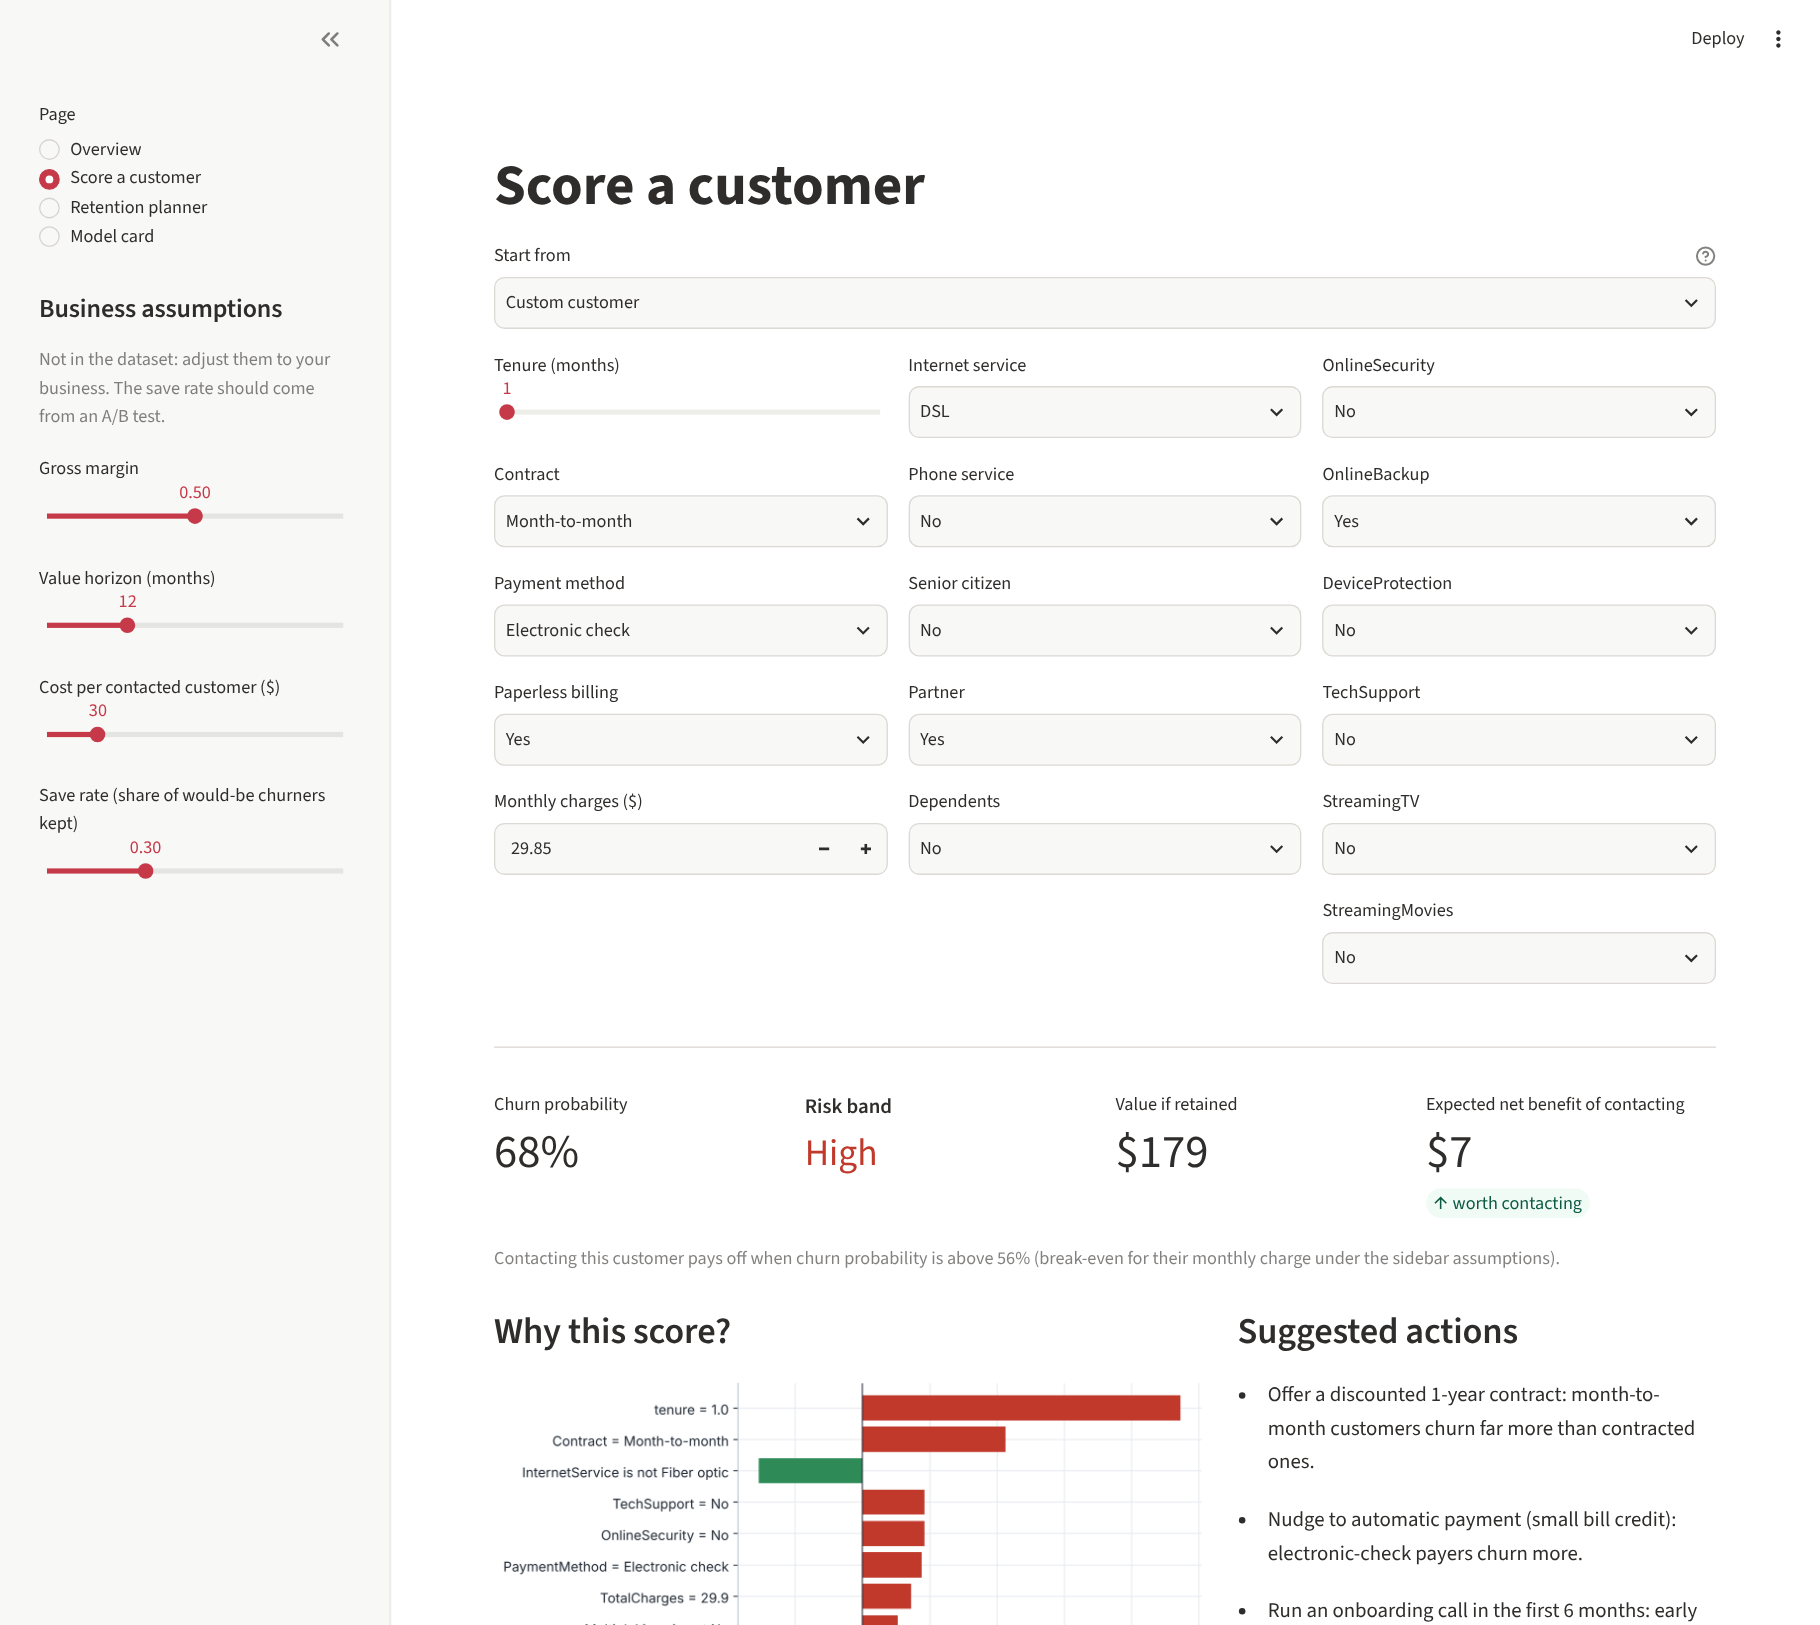 Deploy
Page
Overview
Score a customer
Retention planner
Model card
Business assumptions
Not in the dataset: adjust them to your
business. The save rate should come
from an A/B test.
Gross margin
0.50
Value horizon (months)
12
Cost per contacted customer ($)
30
Save rate (share of would-be churners
kept)
0.30
Score a customer
Start from
Custom customer
Tenure (months)
1
Contract
Month-to-month
Payment method
Electronic check
Paperless billing
Yes
Monthly charges ($)
29.85
Internet service
DSL
Phone service
No
Senior citizen
No
Partner
Yes
Dependents
No
OnlineSecurity
No
OnlineBackup
Yes
DeviceProtection
No
TechSupport
No
StreamingTV
No
StreamingMovies
No
Churn probability
68%
Risk band
High
Value if retained
$179
Expected net benefit of contacting
$7
↑ worth contacting
Contacting this customer pays off when churn probability is above 56% (break-even for their monthly charge under the sidebar assumptions).
Why this score?
tenure = 1.0
Contract = Month-to-month
InternetService is not Fiber optic
TechSupport = No
OnlineSecurity = No
PaymentMethod = Electronic check
TotalCharges = 29.9
Suggested actions
• Offer a discounted 1-year contract: month-to-
month customers churn far more than contracted
ones.
• Nudge to automatic payment (small bill credit):
electronic-check payers churn more.
• Run an onboarding call in the first 6 months: early